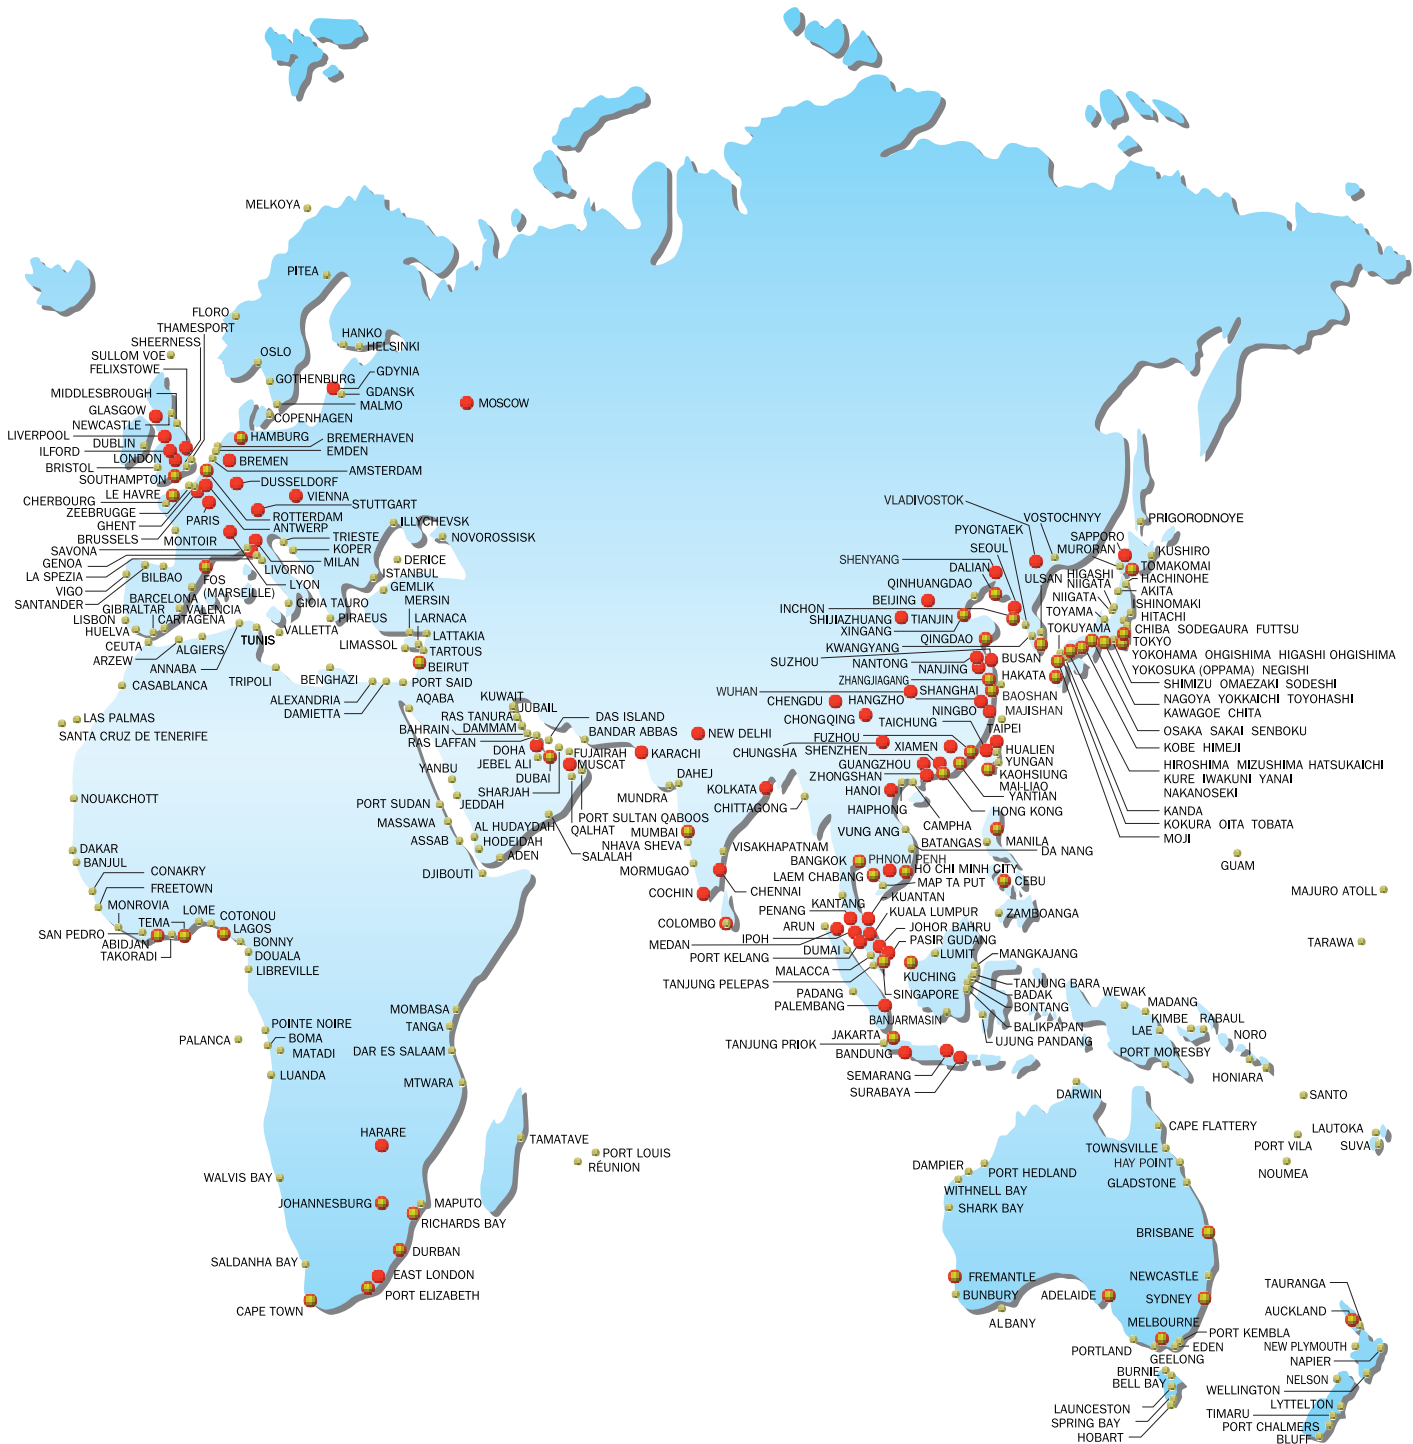 MELKOYA
PITEA
FLORO
THAMESPORT
SHEERNESS
SULLOM VOE
FELIXSTOWE
HANKO
HELSINKI
OSLO
GOTHENBURG
GDYNIA
GDANSK
MALMO
COPENHAGEN
MOSCOW
MIDDLESBROUGH
GLASGOW
NEWCASTLE
LIVERPOOL
DUBLIN
ILFORD
LONDON
BRISTOL
SOUTHAMPTON
LE HAVRE
CHERBOURG
ZEEBRUGGE
GHENT
BRUSSELS
HAMBURG
BREMERHAVEN
EMDEN
BREMEN
AMSTERDAM
DUSSELDORF
VIENNA
STUTTGART
PARIS
ROTTERDAM
ANTWERP
MONTOIR
TRIESTE
KOPER
MILAN
SAVONA
GENOA
LA SPEZIA
VIGO
SANTANDER
LIVORNO
LYON
BILBAO
FOS
(MARSEILLE)
BARCELONA
VALENCIA
GIBRALTAR
CARTAGENA
LISBON
HUELVA
CEUTA
ARZEW
ALGIERS
ANNABA
TUNIS
VALLETTA
GIOIA TAURO
PIRAEUS
CASABLANCA
TRIPOLI
BENGHAZI
ILLYCHEVSK
NOVOROSSISK
DERICE
ISTANBUL
GEMLIK
MERSIN
LARNACA
LATTAKIA
LIMASSOL
TARTOUS
BEIRUT
PORT SAID
ALEXANDRIA
DAMIETTA
AQABA
LAS PALMAS
SANTA CRUZ DE TENERIFE
KUWAIT
JUBAIL
RAS TANURA
DAMMAM
BAHRAIN
RAS LAFFAN
DOHA
JEBEL ALI
DUBAI
SHARJAH
DAS ISLAND
BANDAR ABBAS
FUJAIRAH
MUSCAT
KARACHI
NEW DELHI
YANBU
JEDDAH
PORT SUDAN
MASSAWA
ASSAB
AL HUDAYDAH
HODEIDAH
ADEN
DJIBOUTI
PORT SULTAN QABOOS
QALHAT
SALALAH
NOUAKCHOTT
DAKAR
BANJUL
CONAKRY
FREETOWN
MONROVIA
SAN PEDRO
ABIDJAN
TAKORADI
TEMA
LOME
COTONOU
LAGOS
BONNY
DOUALA
LIBREVILLE
POINTE NOIRE
BOMA
MATADI
PALANCA
LUANDA
MOMBASA
TANGA
DAR ES SALAAM
MTWARA
HARARE
TAMATAVE
PORT LOUIS
RÉUNION
WALVIS BAY
JOHANNESBURG
MAPUTO
RICHARDS BAY
DURBAN
SALDANHA BAY
EAST LONDON
PORT ELIZABETH
CAPE TOWN
DAHEJ
MUNDRA
KOLKATA
CHITTAGONG
MUMBAI
NHAVA SHEVA
VISAKHAPATNAM
MORMUGAO
COCHIN
CHENNAI
COLOMBO
VLADIVOSTOK
VOSTOCHNYY
PYONGTAEK
SEOUL
SHENYANG
DALIAN
QINHUANGDAO
BEIJING
INCHON
SHIJIAZHUANG
TIANJIN
XINGANG
QINGDAO
KWANGYANG
SUZHOU
NANTONG
NANJING
ZHANGJIAGANG
WUHAN
SHANGHAI
CHENGDU
HANGZHO
NINGBO
BAOSHAN
MAJISHAN
CHONGQING
TAICHUNG
TAIPEI
FUZHOU
CHUNGSHA
XIAMEN
SHENZHEN
GUANGZHOU
ZHONGSHAN
HUALIEN
YUNGAN
KAOHSIUNG
MAI-LIAO
YANTIAN
HONG KONG
HANOI
HAIPHONG
CAMPHA
VUNG ANG
BATANGAS
MANILA
DA NANG
BUSAN
HAKATA
ULSAN
PRIGORODNOYE
SAPPORO
MURORAN
KUSHIRO
TOMAKOMAI
HACHINOHE
HIGASHI
NIIGATA
AKITA
NIIGATA
ISHINOMAKI
TOYAMA
HITACHI
TOKUYAMA
CHIBA SODEGAURA FUTTSU
TOKYO
YOKOHAMA OHGISHIMA HIGASHI OHGISHIMA
YOKOSUKA (OPPAMA) NEGISHI
SHIMIZU OMAEZAKI SODESHI
NAGOYA YOKKAICHI TOYOHASHI
KAWAGOE CHITA
OSAKA SAKAI SENBOKU
KOBE HIMEJI
HIROSHIMA MIZUSHIMA HATSUKAICHI
KURE IWAKUNI YANAI
NAKANOSEKI
KANDA
KOKURA OITA TOBATA
MOJI
BANGKOK
PHNOM PENH
HO CHI MINH CITY
LAEM CHABANG
MAP TA PUT
CEBU
KANTANG
KUANTAN
PENANG
KUALA LUMPUR
ARUN
IPOH
JOHOR BAHRU
MEDAN
DUMAI
PASIR GUDANG
PORT KELANG
LUMIT
MALACCA
KUCHING
TANJUNG PELEPAS
SINGAPORE
ZAMBOANGA
MANGKAJANG
TANJUNG BARA
BADAK
BONTANG
BALIKPAPAN
UJUNG PANDANG
PADANG
PALEMBANG
BANJARMASIN
JAKARTA
TANJUNG PRIOK
BANDUNG
SEMARANG
SURABAYA
GUAM
MAJURO ATOLL
TARAWA
WEWAK
MADANG
KIMBE
RABAUL
LAE
NORO
PORT MORESBY
HONIARA
SANTO
LAUTOKA
PORT VILA
SUVA
NOUMEA
DARWIN
CAPE FLATTERY
TOWNSVILLE
HAY POINT
GLADSTONE
DAMPIER
PORT HEDLAND
WITHNELL BAY
SHARK BAY
BRISBANE
FREMANTLE
BUNBURY
ALBANY
ADELAIDE
NEWCASTLE
SYDNEY
MELBOURNE
PORT KEMBLA
PORTLAND
EDEN
GEELONG
BURNIE
BELL BAY
LAUNCESTON
SPRING BAY
HOBART
TAURANGA
AUCKLAND
NEW PLYMOUTH
NAPIER
NELSON
WELLINGTON
LYTTELTON
TIMARU
PORT CHALMERS
BLUFF